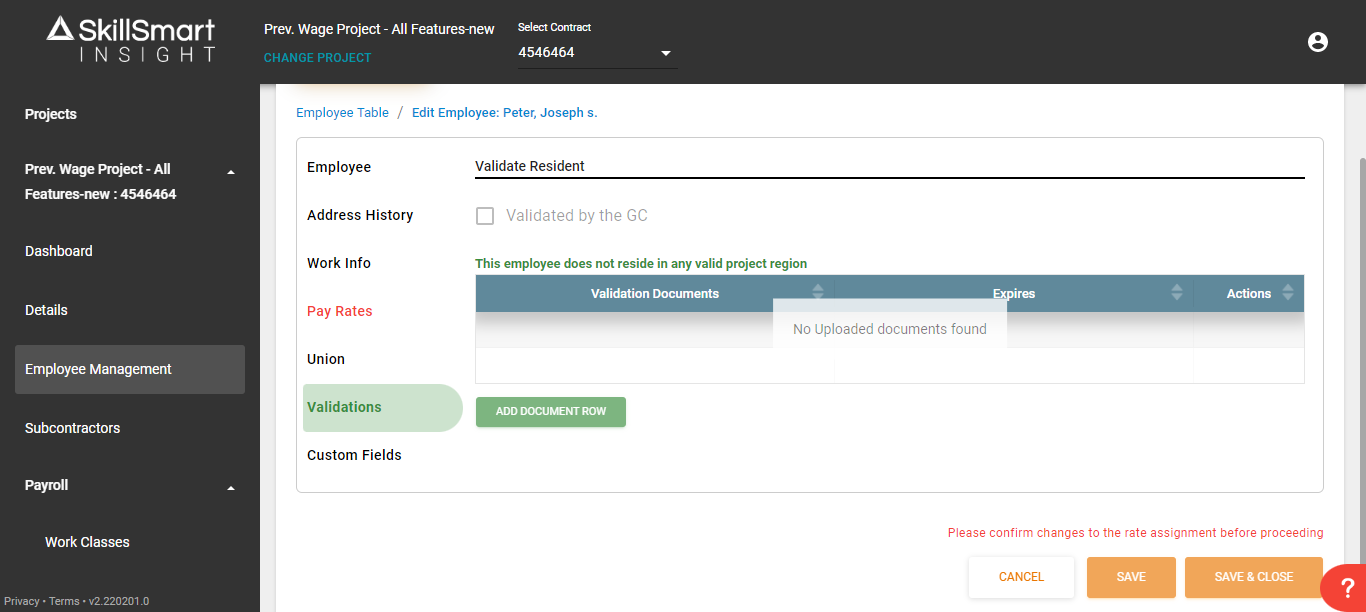 SkillSmart
INSIGHT
Prev. Wage Project - All Features-new
CHANGE PROJECT
Select Contract
4546464
Projects
Prev. Wage Project - All
Features-new : 4546464
Dashboard
Details
Employee Management
Subcontractors
Payroll
Work Classes
Privacy • Terms • v2.220201.0
Employee Table / Edit Employee: Peter, Joseph s.
Employee
Address History
Work Info
Pay Rates
Union
Validations
Custom Fields
Validate Resident
Validated by the GC
This employee does not reside in any valid project region
Validation Documents Expires Actions
No Uploaded documents found
ADD DOCUMENT ROW
Please confirm changes to the rate assignment before proceeding
CANCEL SAVE SAVE & CLOSE
?